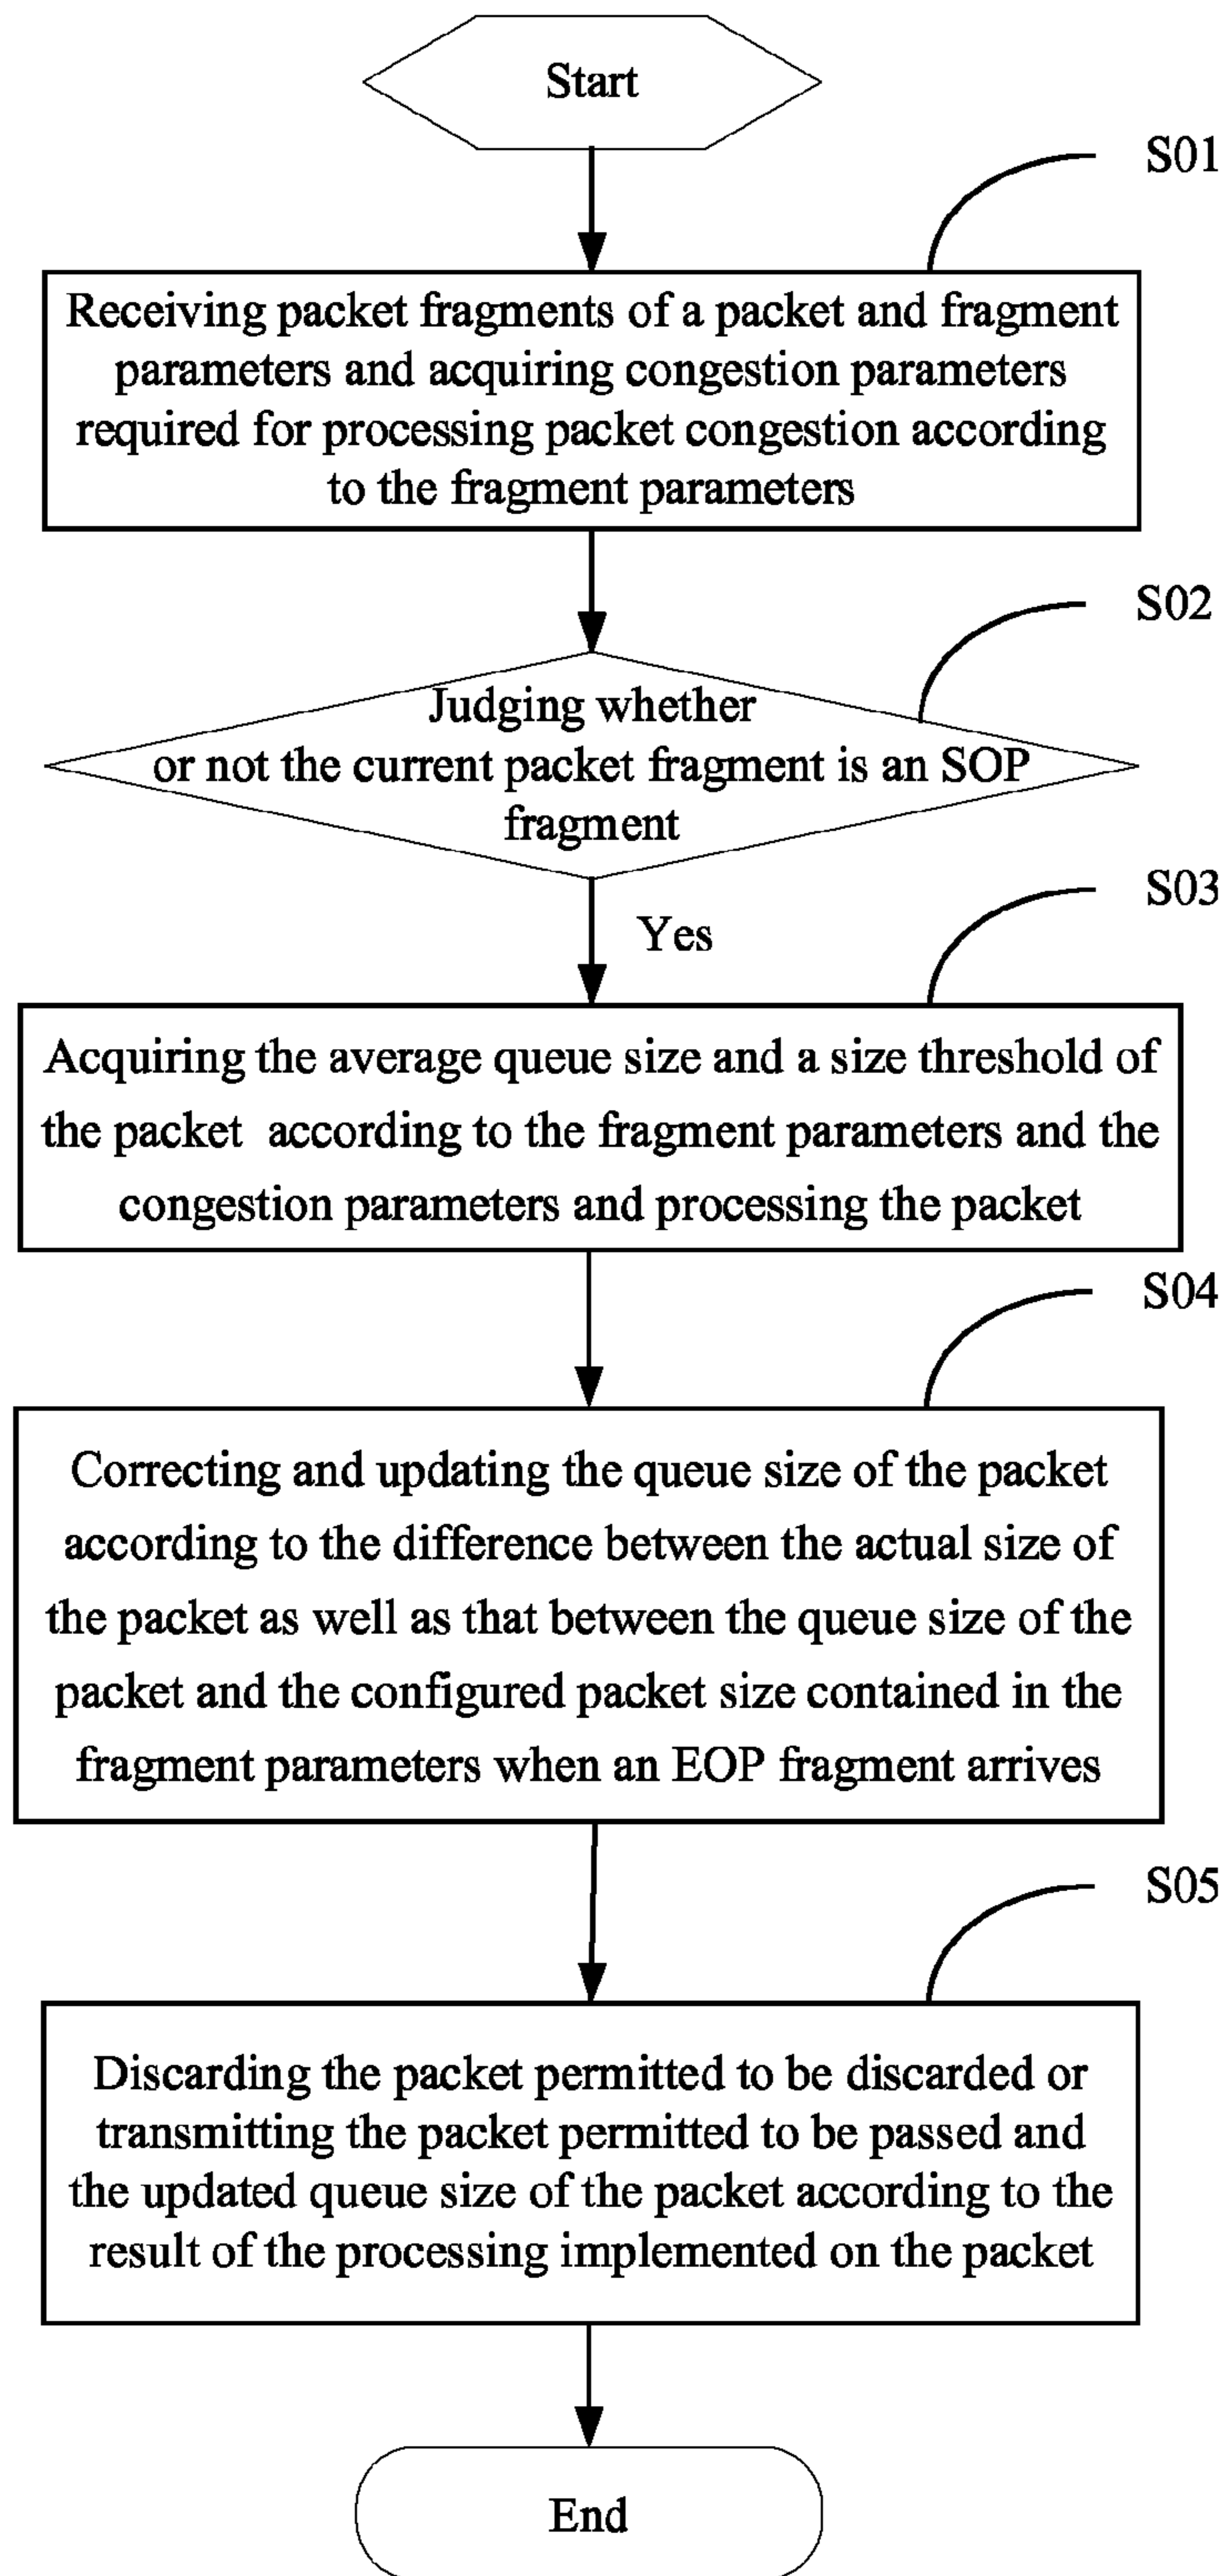 Start
S01
Receiving packet fragments of a packet and fragment
parameters and acquiring congestion parameters
required for processing packet congestion according
to the fragment parameters
S02
Judging whether
or not the current packet fragment is an SOP
fragment
S03
Yes
Acquiring the average queue size and a size threshold of
the packet according to the fragment parameters and the
congestion parameters and processing the packet
S04
Correcting and updating the queue size of the packet
according to the difference between the actual size of
the packet as well as that between the queue size of the
packet and the configured packet size contained in the
fragment parameters when an EOP fragment arrives
S05
Discarding the packet permitted to be discarded or
transmitting the packet permitted to be passed and
the updated queue size of the packet according to the
result of the processing implemented on the packet
End